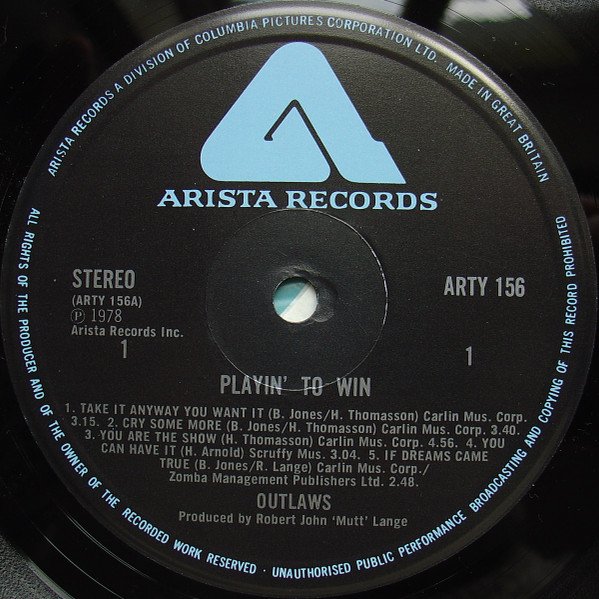 ARISTA RECORDS A DIVISION OF COLUMBIA PICTURES CORPORATION LTD. MADE IN GREAT BRITAIN
ARISTA RECORDS
STEREO
(ARTY 156A)
Ⓟ 1978
Arista Records Inc.
1
ARTY 156
1
PLAYIN' TO WIN
1. TAKE IT ANYWAY YOU WANT IT (B. Jones/H. Thomasson) Carlin Mus. Corp.
3.15. 2. CRY SOME MORE (B. Jones/H. Thomasson) Carlin Mus. Corp. 3.40.
3. YOU ARE THE SHOW (H. Thomasson) Carlin Mus. Corp. 4.56. 4. YOU
CAN HAVE IT (H. Arnold) Scruffy Mus. 3.04. 5. IF DREAMS CAME
TRUE (B. Jones/R. Lange) Carlin Mus. Corp./
Zomba Management Publishers Ltd. 2.48.
OUTLAWS
Produced by Robert John 'Mutt' Lange
ALL RIGHTS OF THE PRODUCER AND OF THE OWNER OF THE RECORDED WORK RESERVED · UNAUTHORISED PUBLIC PERFORMANCE BROADCASTING AND COPYING OF THIS RECORD PROHIBITED